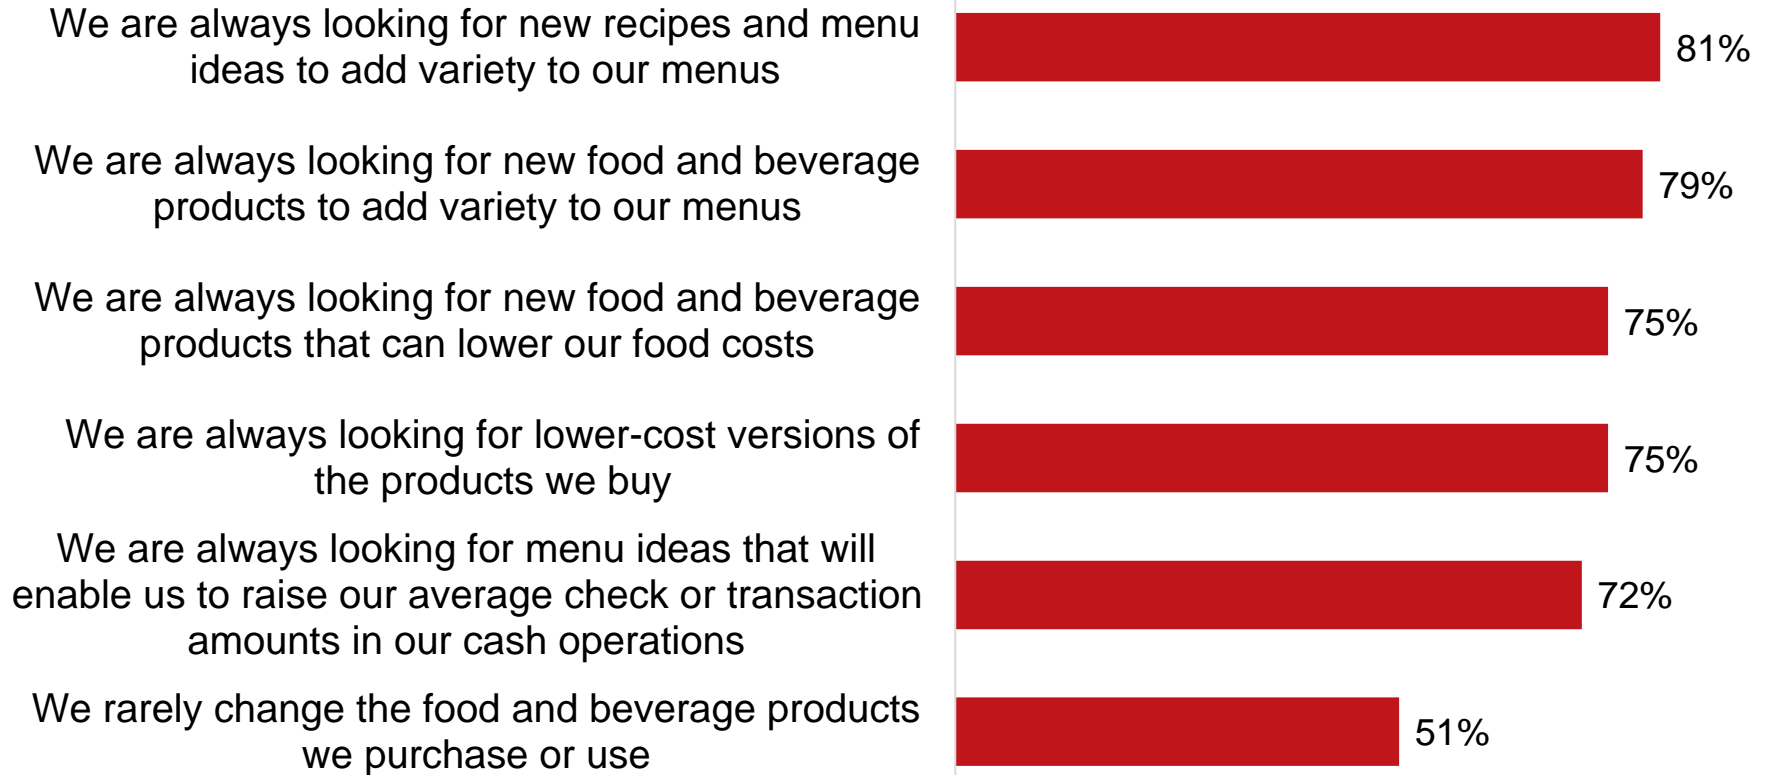 We are always looking for new recipes and menu
ideas to add variety to our menus
81%
We are always looking for new food and beverage
products to add variety to our menus
79%
We are always looking for new food and beverage
products that can lower our food costs
75%
We are always looking for lower-cost versions of
the products we buy
75%
We are always looking for menu ideas that will
enable us to raise our average check or transaction
amounts in our cash operations
72%
We rarely change the food and beverage products
we purchase or use
51%